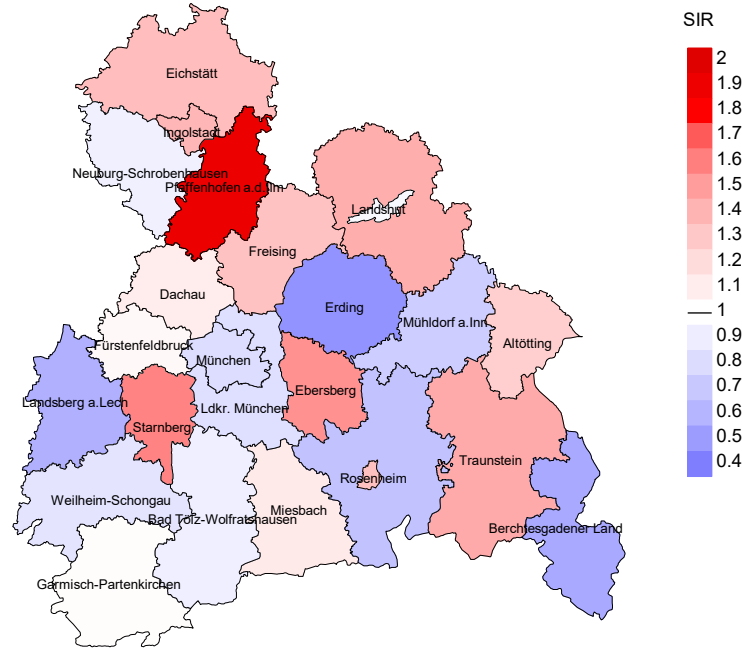 SIR
2
1.9
1.8
1.7
1.6
1.5
1.4
1.3
1.2
1.1
1
0.9
0.8
0.7
0.6
0.5
0.4
Eichstätt
Ingolstadt
Neuburg-Schrobenhausen
Pfaffenhofen a.d.Ilm
Landshut
Freising
Dachau
Erding
Mühldorf a.Inn
Fürstenfeldbruck
München
Altötting
Ebersberg
Landsberg a.Lech
Ldkr. München
Starnberg
Traunstein
Rosenheim
Weilheim-Schongau
Miesbach
Bad Tölz-Wolfratshausen
Berchtesgadener Land
Garmisch-Partenkirchen